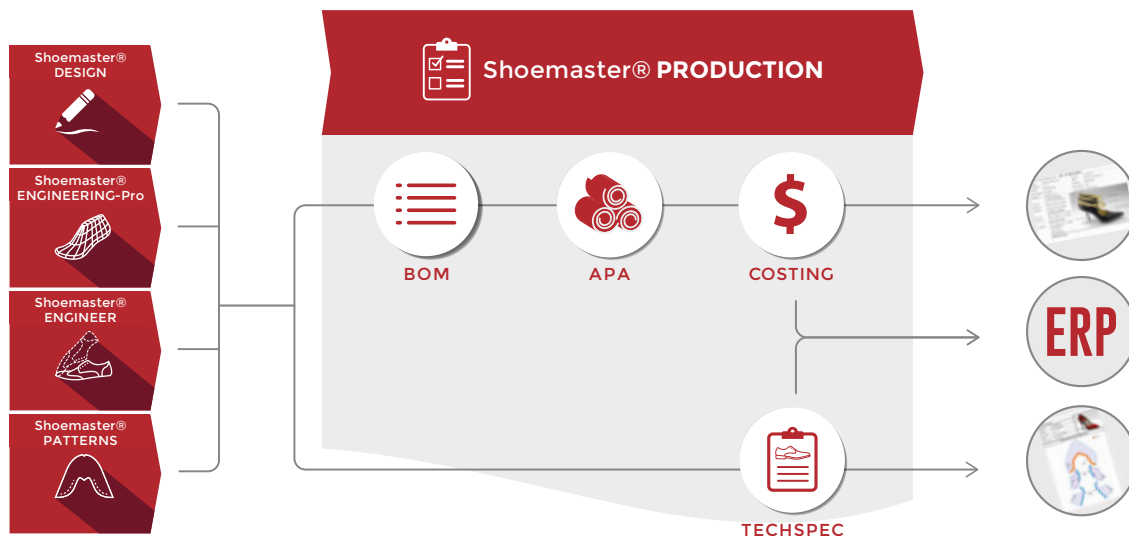 Shoemaster®
DESIGN
Shoemaster®
ENGINEERING-Pro
Shoemaster®
ENGINEER
Shoemaster®
PATTERNS
Shoemaster® PRODUCTION
BOM
APA
COSTING
TECHSPEC
$
ERP